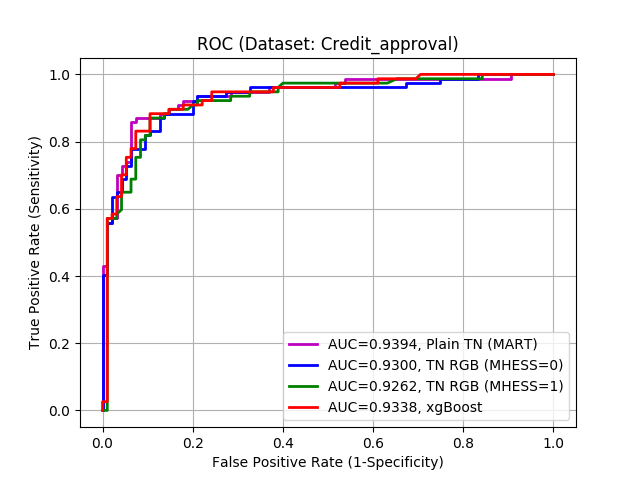 ROC (Dataset: Credit_approval)
True Positive Rate (Sensitivity)
1.0
0.8
0.6
0.4
0.2
0.0
AUC=0.9394, Plain TN (MART)
AUC=0.9300, TN RGB (MHESS=0)
AUC=0.9262, TN RGB (MHESS=1)
AUC=0.9338, xgBoost
0.0 0.2 0.4 0.6 0.8 1.0
False Positive Rate (1-Specificity)